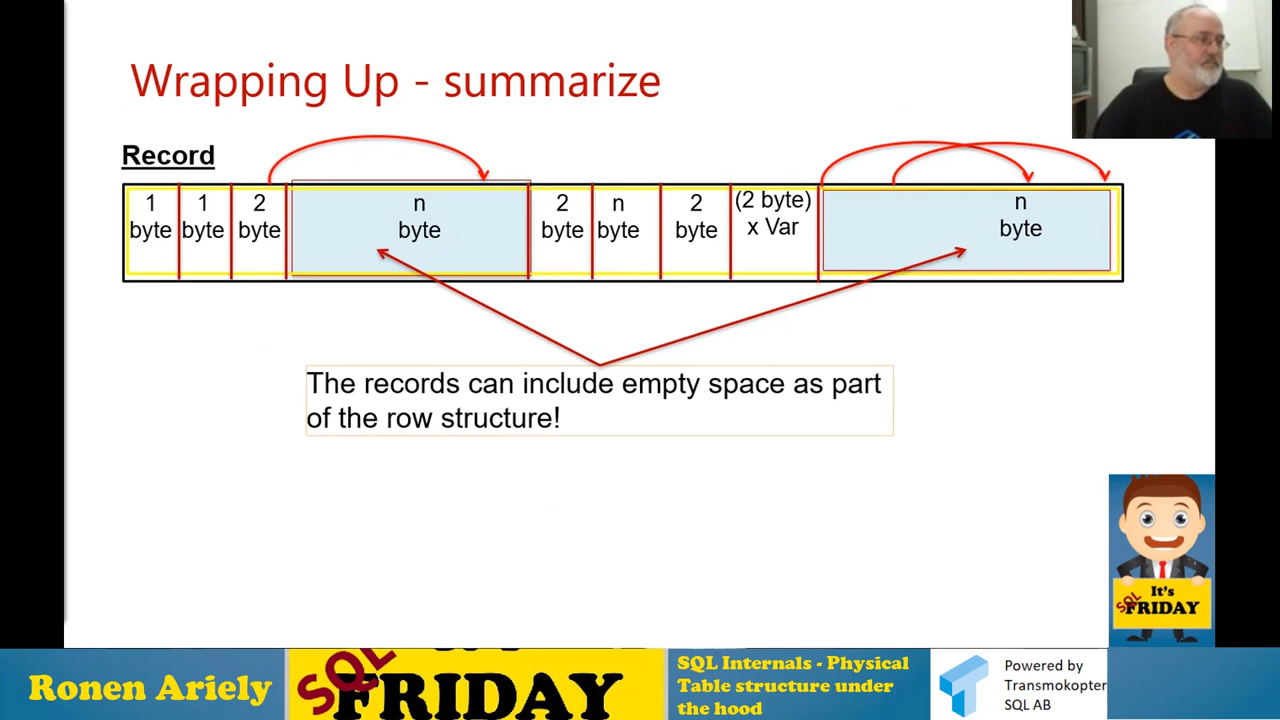 Wrapping Up - summarize
Record
1 byte
1 byte
2 byte
n byte
2 byte
n byte
2 byte
(2 byte) x Var
n byte
The records can include empty space as part
of the row structure!
It's
SQL
FRIDAY
Ronen Ariely
SQL
FRIDAY
SQL Internals - Physical
Table structure under
the hood
Powered by
Transmokopter
SQL AB